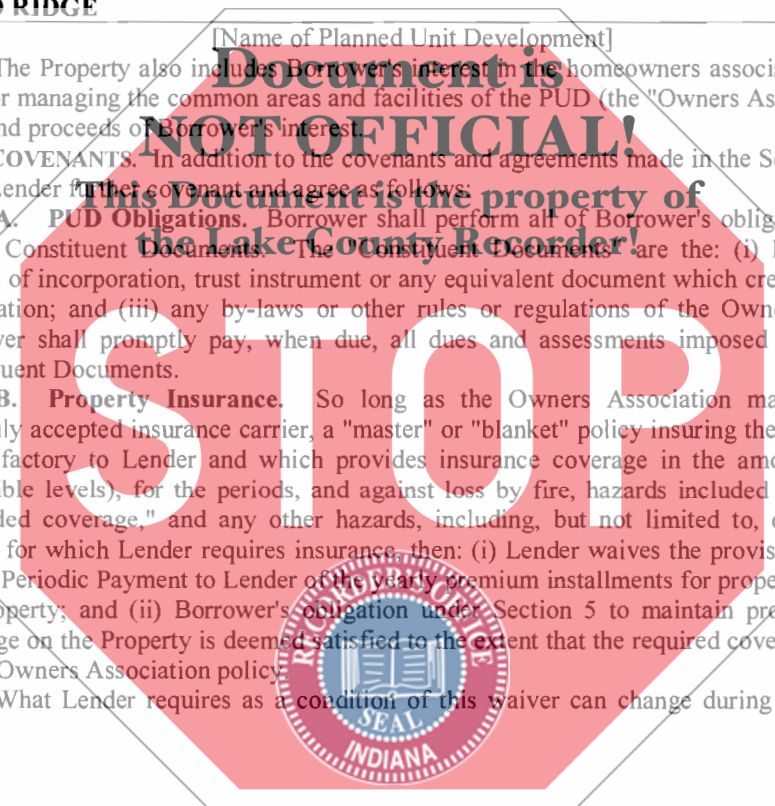 RIDGE
[Name of Planned Unit Development]
The Property also includes Borrower's interest in the homeowners associ
r managing the common areas and facilities of the PUD (the "Owners As
nd proceeds of Borrower's interest.
COVENANTS. In addition to the covenants and agreements made in the Se
Lender further covenant and agree as follows:
A. PUD Obligations. Borrower shall perform all of Borrower's oblig
Constituent Documents. The "Constituent Documents" are the: (i)
of incorporation, trust instrument or any equivalent document which cre
ation; and (iii) any by-laws or other rules or regulations of the Own
ver shall promptly pay, when due, all dues and assessments imposed
uent Documents.
B. Property Insurance. So long as the Owners Association ma
ly accepted insurance carrier, a "master" or "blanket" policy insuring the
factory to Lender and which provides insurance coverage in the amo
ble levels), for the periods, and against loss by fire, hazards included
ded coverage," and any other hazards, including, but not limited to,
for which Lender requires insurance, then: (i) Lender waives the provis
Periodic Payment to Lender of the yearly premium installments for prope
operty; and (ii) Borrower's obligation under Section 5 to maintain pr
ge on the Property is deemed satisfied to the extent that the required cove
Owners Association policy.
What Lender requires as a condition of this waiver can change during
Document is
NOT OFFICIAL!
This Document is the property of
the Lake County Recorder!
STOP
RECORDER'S OFFICE
SEAL
INDIANA